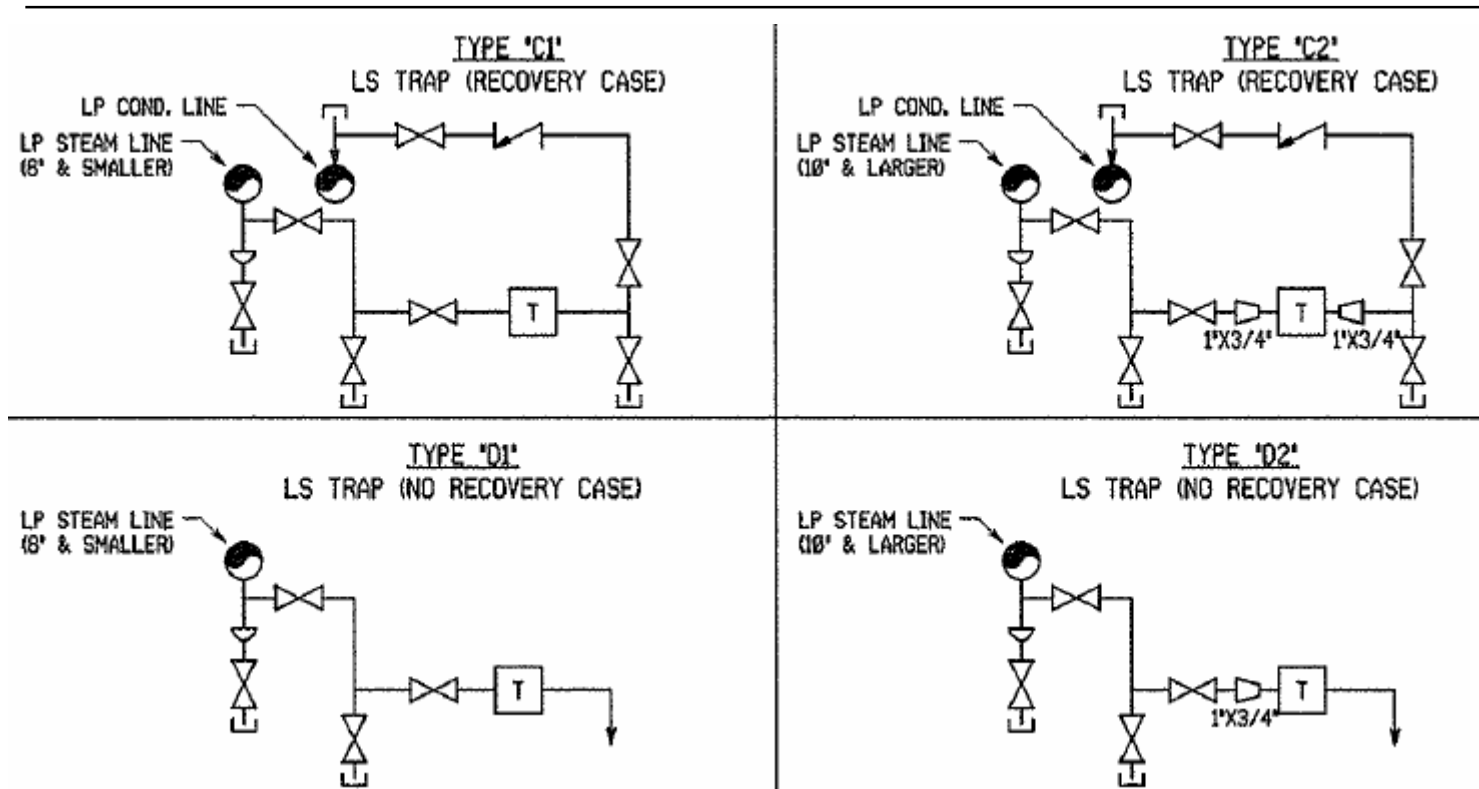 TYPE "C1"
LS TRAP (RECOVERY CASE)
LP COND. LINE
LP STEAM LINE
(8" & SMALLER)
T
TYPE "C2"
LS TRAP (RECOVERY CASE)
LP COND. LINE
LP STEAM LINE
(10" & LARGER)
T
1"X3/4"
1"X3/4"
TYPE "D1"
LS TRAP (NO RECOVERY CASE)
LP STEAM LINE
(8" & SMALLER)
T
TYPE "D2"
LS TRAP (NO RECOVERY CASE)
LP STEAM LINE
(10" & LARGER)
T
1"X3/4"